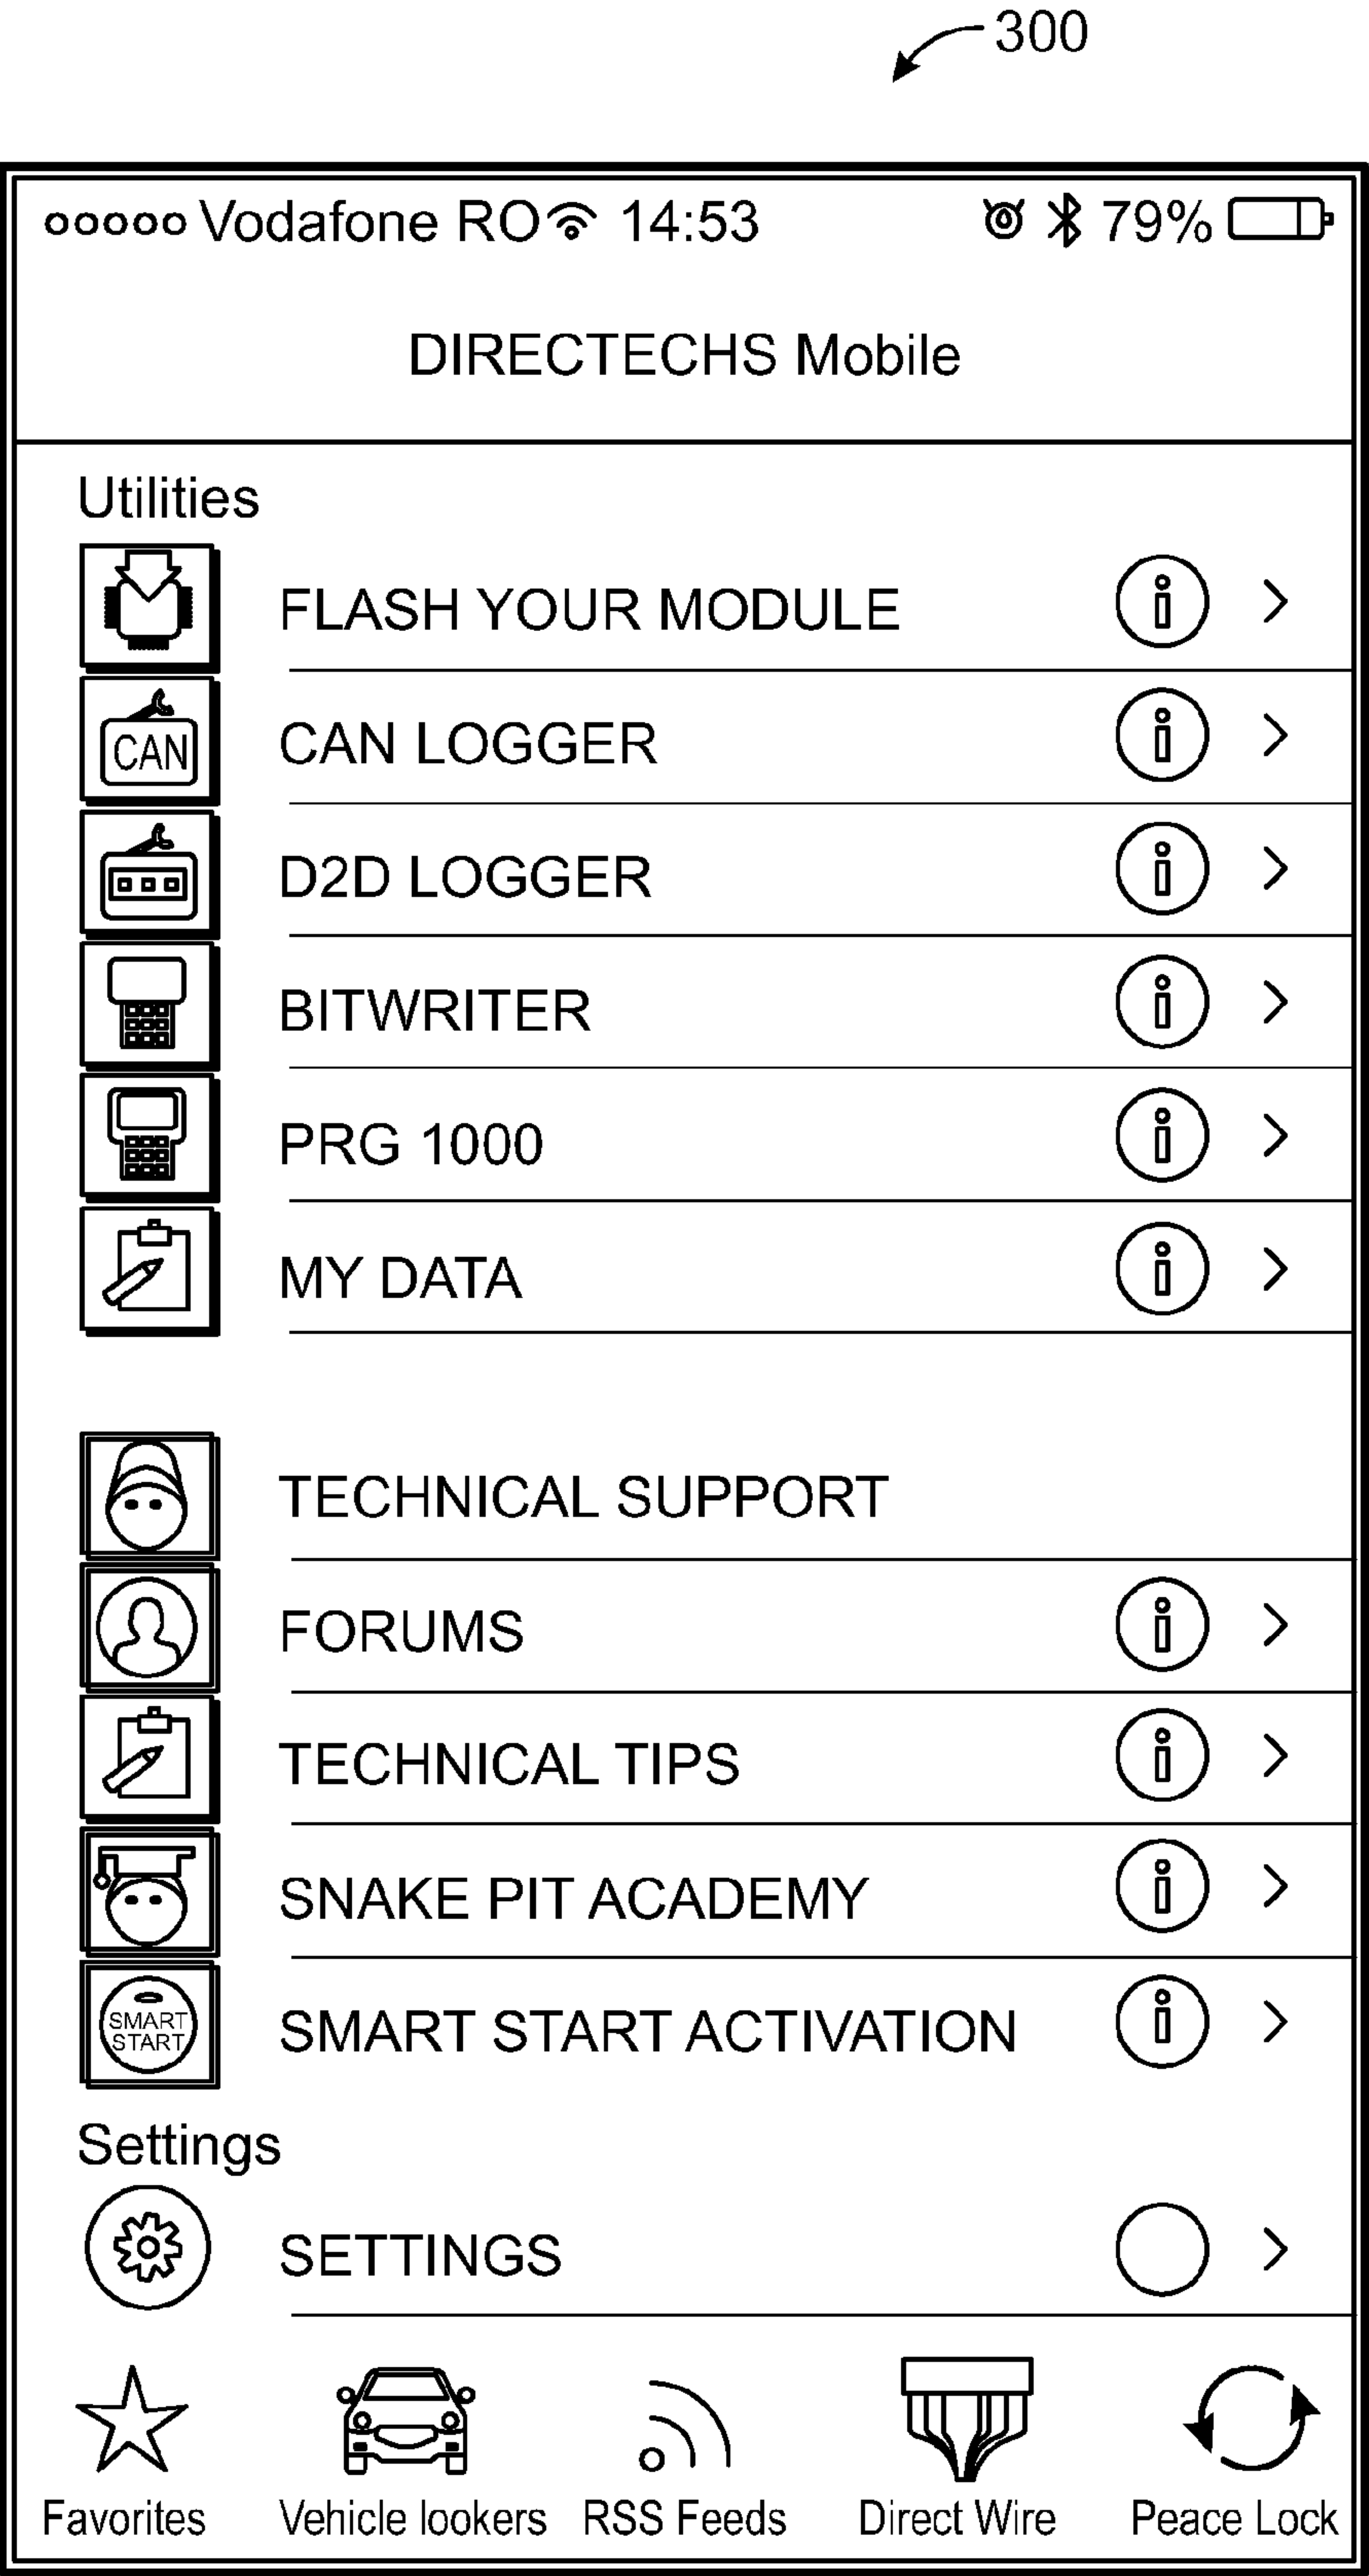 300
ooooo Vodafone RO 14:53 79%
DIRECTECHS Mobile
Utilities
FLASH YOUR MODULE
CAN
CAN LOGGER
D2D LOGGER
BITWRITER
PRG 1000
MY DATA
TECHNICAL SUPPORT
FORUMS
TECHNICAL TIPS
SNAKE PIT ACADEMY
SMART
START
SMART START ACTIVATION
Settings
SETTINGS
Favorites Vehicle lookers RSS Feeds Direct Wire Peace Lock